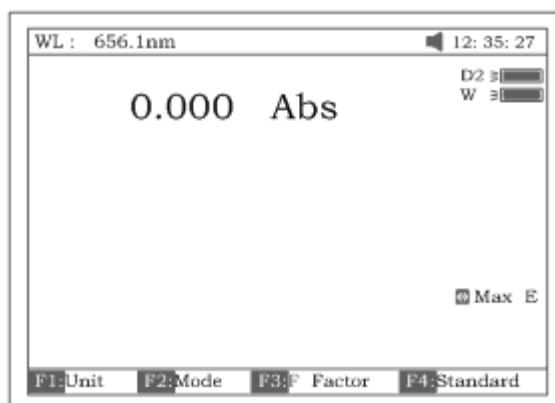 WL : 656.1nm 12: 35: 27
D2
W
0.000 Abs
Max E
F1:Unit F2:Mode F3:F Factor F4:Standard